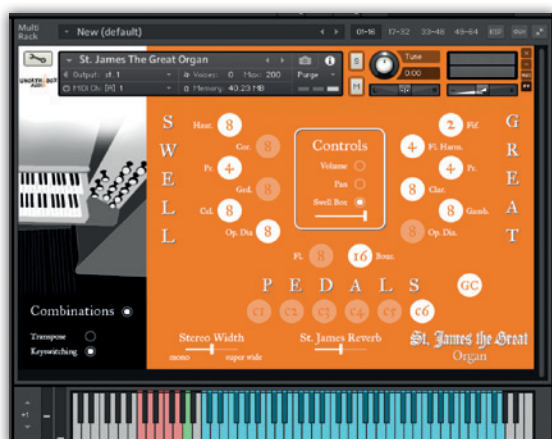 Multi Rack
New (default)
01-16 17-32 33-48 49-64 KSP aux
St. James The Great Organ
Output: st. 1 Voices: 0 Max: 200 Purge
MIDI Ch: [A] 1 Memory: 40.23 MB
S
M
Tune
0.00
SWELL
Haut. 8
Cor. 8
Pr. 4
Ged. 8
Cel. 8
Op. Dia 8
Controls
Volume
Pan
Swell Box
GREAT
2 Fif.
4 Fl. Harm.
4 Pr.
8 Clar.
8 Gamb.
8 Op. Dia.
Fl. 8 16 Bour.
PEDALS
GC
C1 C2 C3 C4 C5 C6
Combinations
Transpose
Keyswitching
Stereo Width
mono super wide
St. James Reverb
St. James the Great
Organ
+1